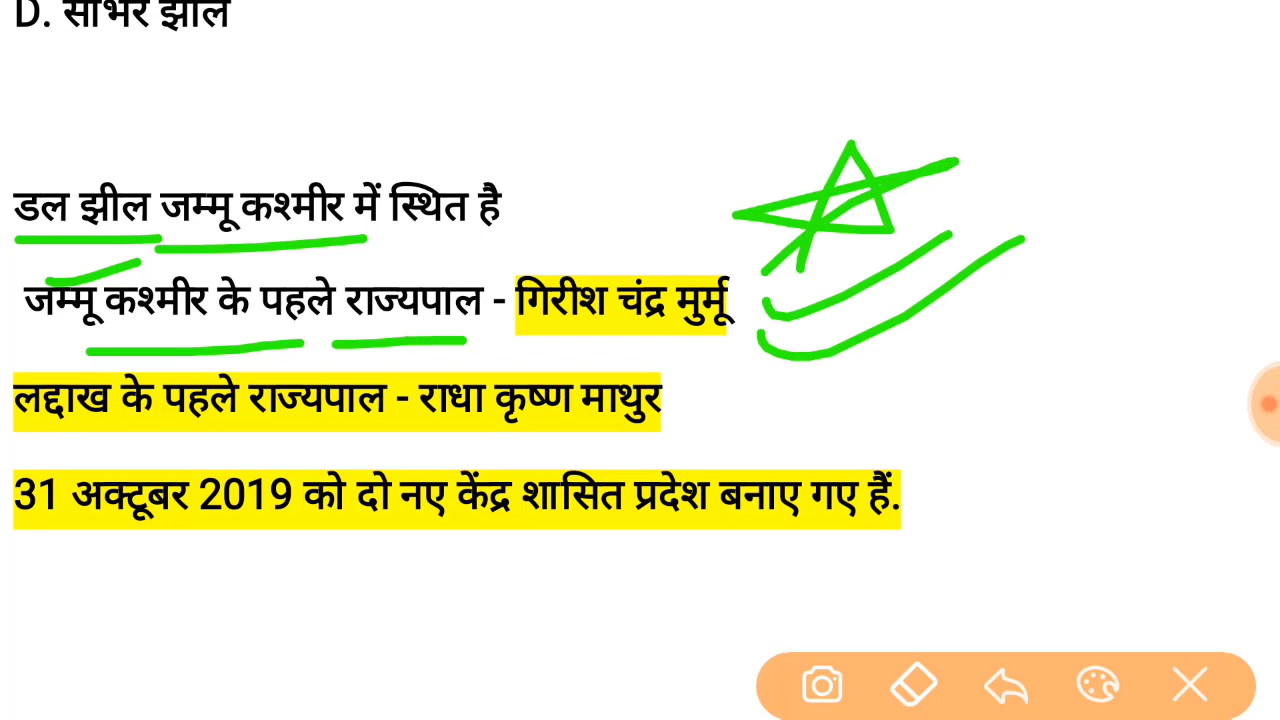 D. सांभर झील
डल झील जम्मू कश्मीर में स्थित है
जम्मू कश्मीर के पहले राज्यपाल - गिरीश चंद्र मुर्मू
लद्दाख के पहले राज्यपाल - राधा कृष्ण माथुर
31 अक्टूबर 2019 को दो नए केंद्र शासित प्रदेश बनाए गए हैं.